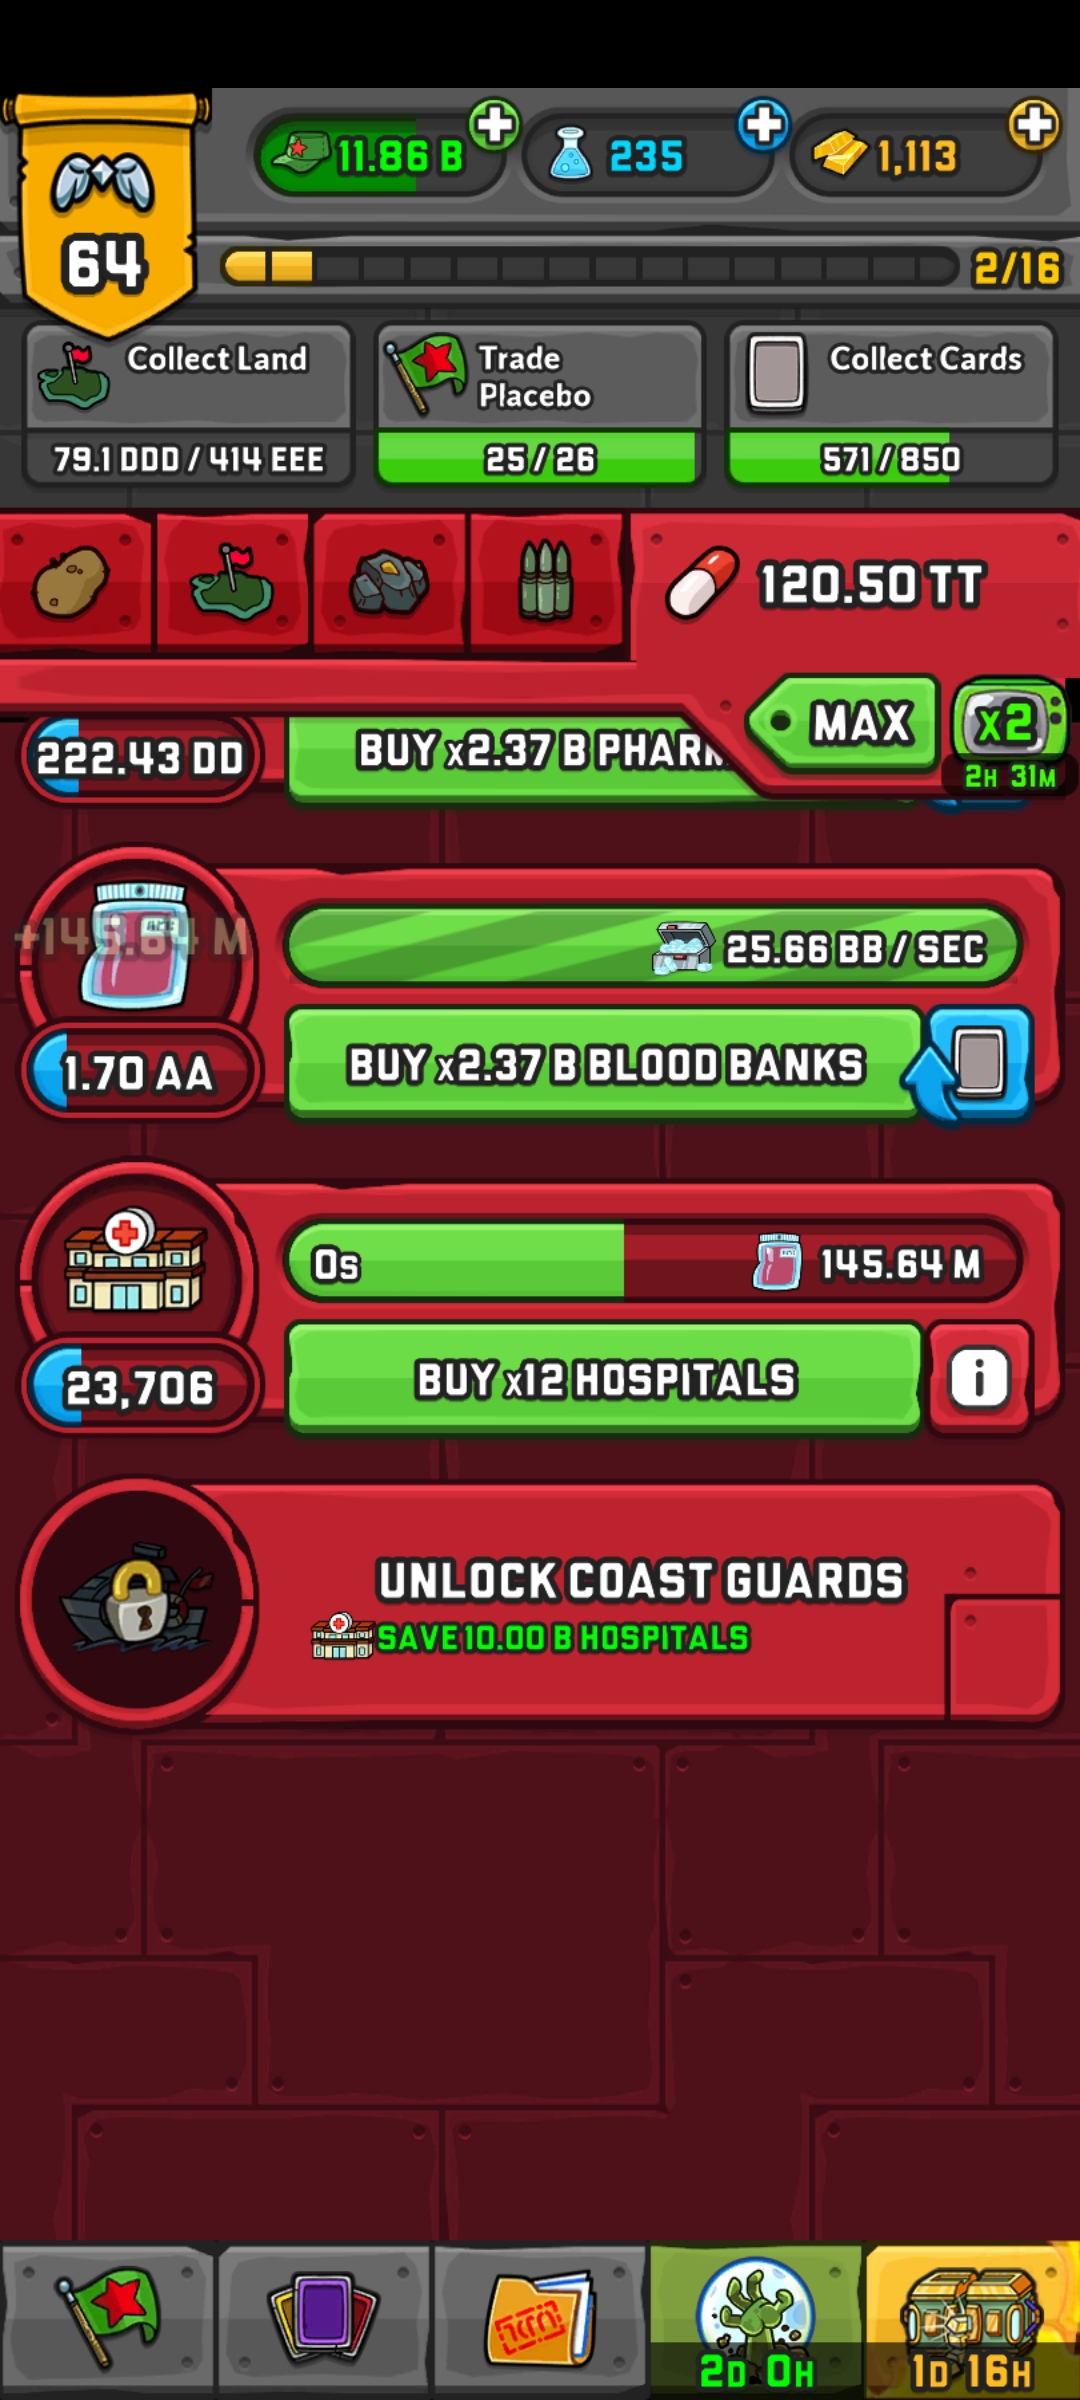 11.86 B
235
1,113
64
2/16
Collect Land
79.1 DDD / 414 EEE
Trade
Placebo
25 / 26
Collect Cards
571 / 850
120.50 TT
MAX
x2
2H 31M
222.43 DD
BUY x2.37 B
+145.64 M
25.66 BB / SEC
1.70 AA
BUY x2.37 B BLOOD BANKS
0s
145.64 M
23,706
BUY x12 HOSPITALS
i
UNLOCK COAST GUARDS
SAVE 10.00 B HOSPITALS
2D 0H
1D 16H